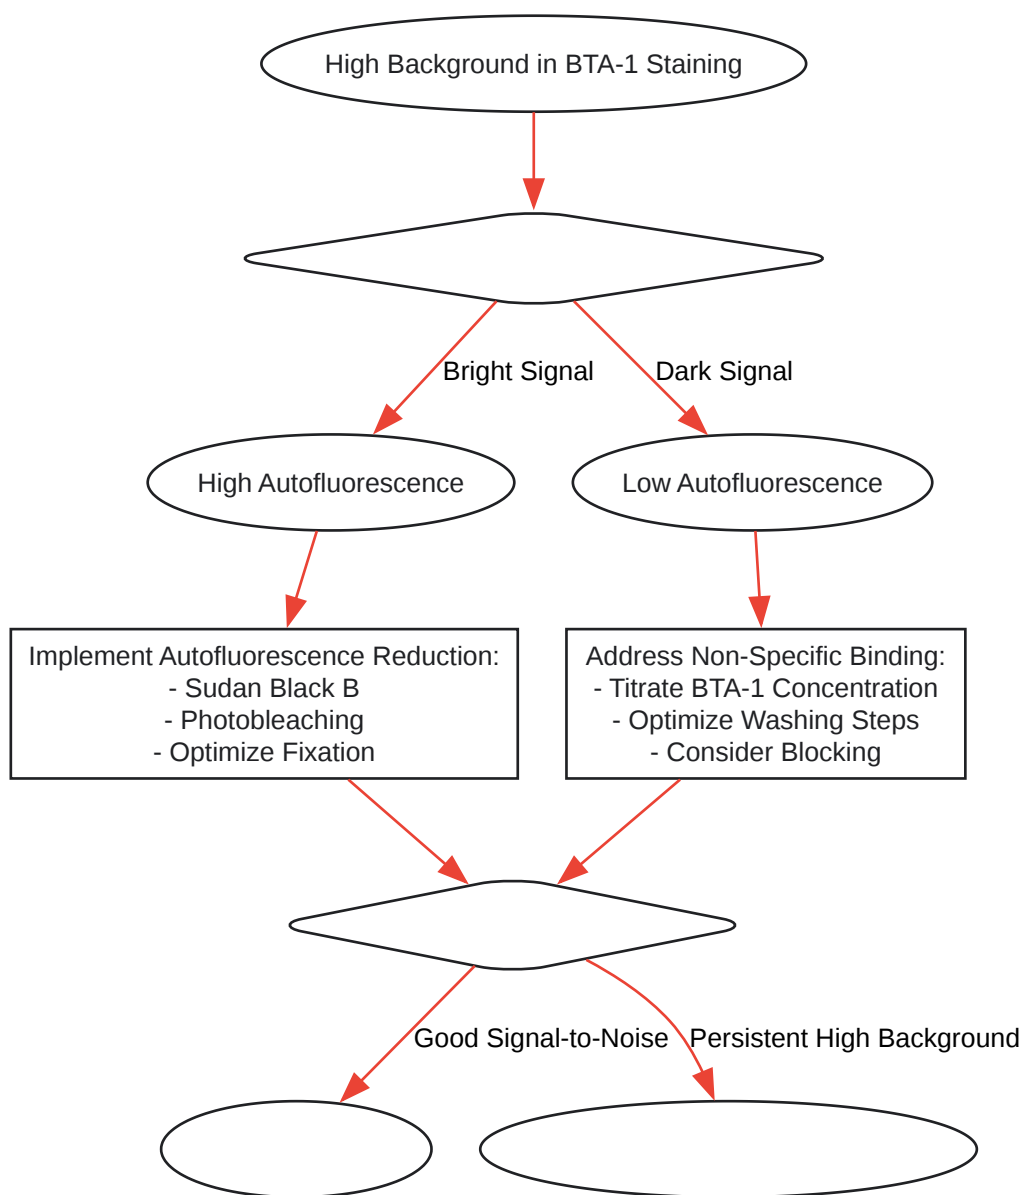 High Background in BTA-1 Staining
Bright Signal
Dark Signal
High Autofluorescence
Low Autofluorescence
Implement Autofluorescence Reduction:
- Sudan Black B
- Photobleaching
- Optimize Fixation
Address Non-Specific Binding:
- Titrate BTA-1 Concentration
- Optimize Washing Steps
- Consider Blocking
Good Signal-to-Noise
Persistent High Background